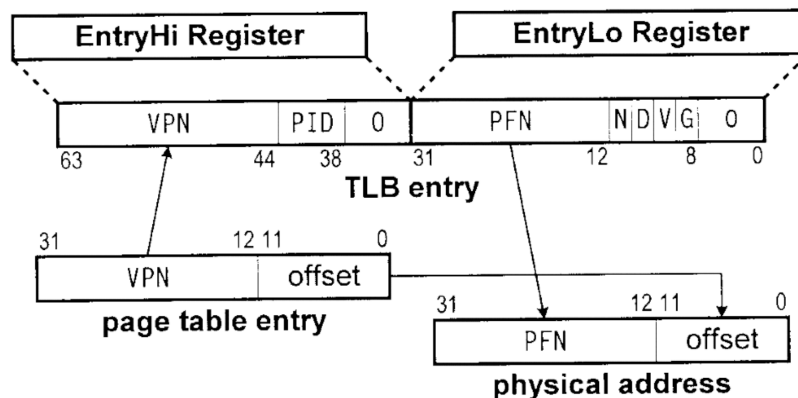 EntryHi Register EntryLo Register
VPN PID 0 PFN N D V G 0
63 44 38 31 12 8 0
TLB entry
31 12 11 0
VPN offset
page table entry
31 12 11 0
PFN offset
physical address